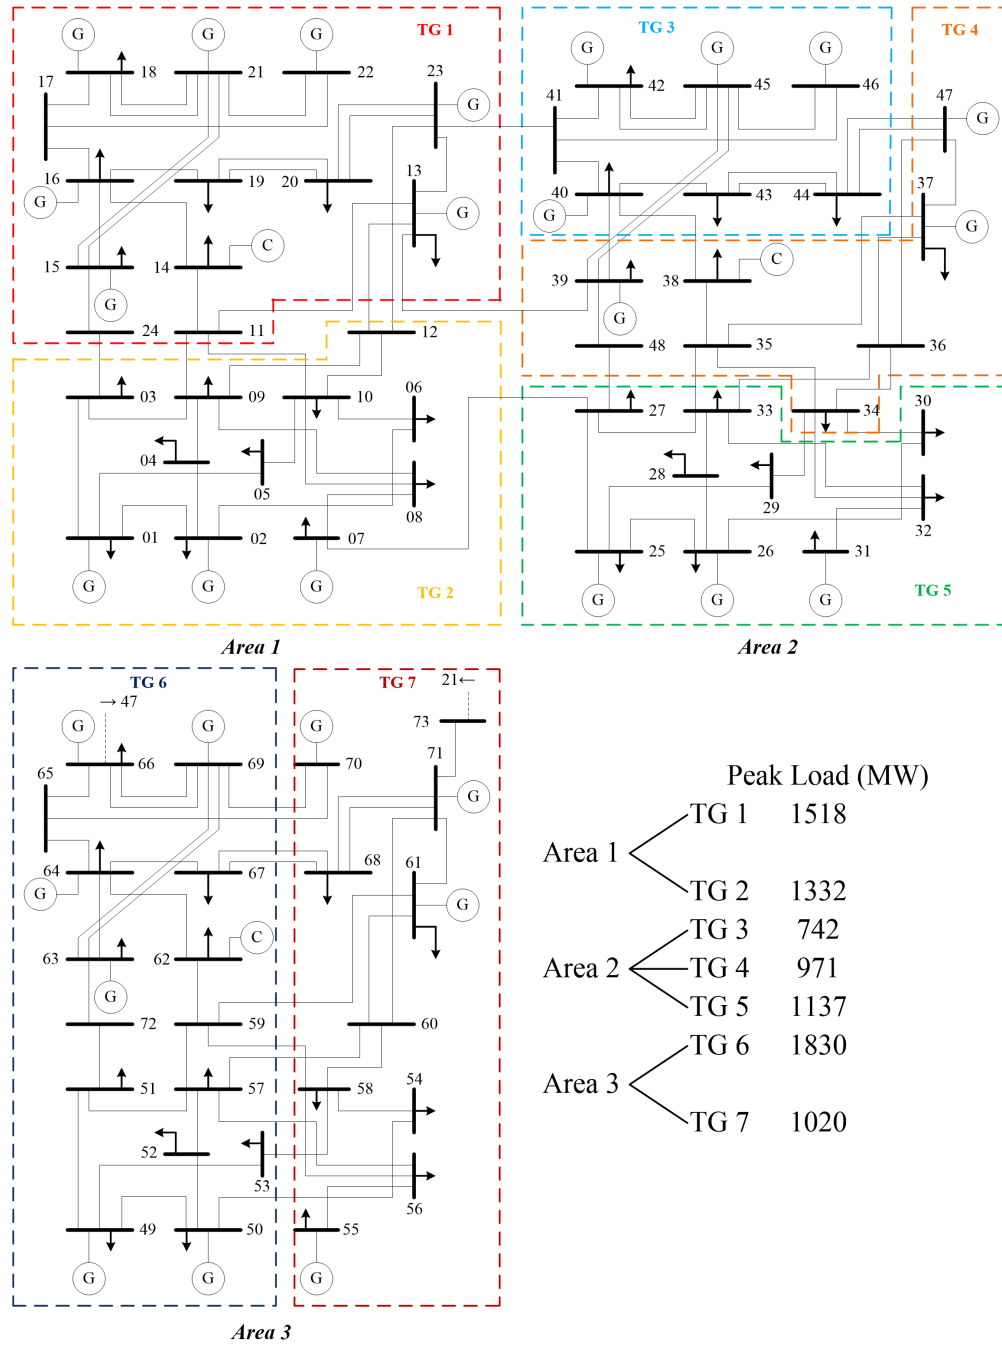 TG 1
G G G
17 18 21 22 23
G
16 19 20 13
G G
15 14 C
G
24 11 12
03 09 10 06
04 05
08
01 02 07
G G G
TG 2
Area 1
TG 3 TG 4
G G G
41 42 45 46 47
G
40 43 44 37
G G
39 38 C
G
48 35 36
27 33 34 30
28 29
32
25 26 31
G G G
TG 5
Area 2
TG 6 TG 7
→ 47 21←
73
G G G
65 66 69 70 71
G
64 67 68 61
G G
63 62 C
G
72 59 60
51 57 58 54
52 53
56
49 50 55
G G G
Area 3
Peak Load (MW)
Area 1
TG 1 1518
TG 2 1332
Area 2
TG 3 742
TG 4 971
TG 5 1137
Area 3
TG 6 1830
TG 7 1020